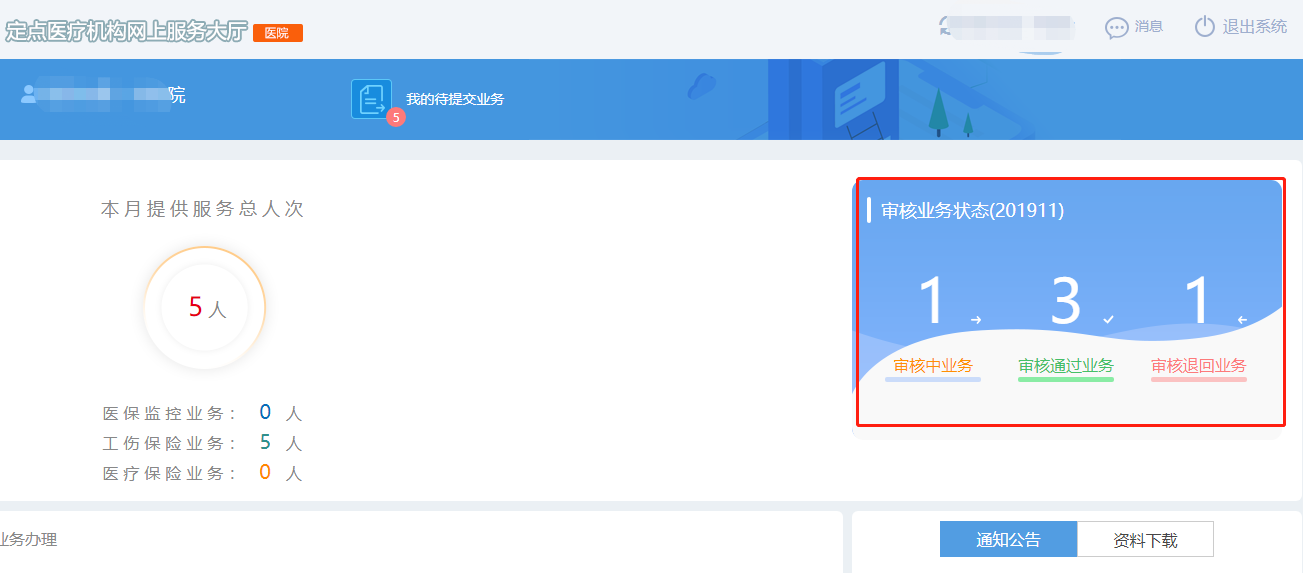 定点医疗机构网上服务大厅 医院 消息 退出系统
院 我的待提交业务
5
本月提供服务总人次
审核业务状态(201911)
5人
1 3 1
审核中业务 审核通过业务 审核退回业务
医保监控业务： 0 人
工伤保险业务： 5 人
医疗保险业务： 0 人
业务办理 通知公告 资料下载